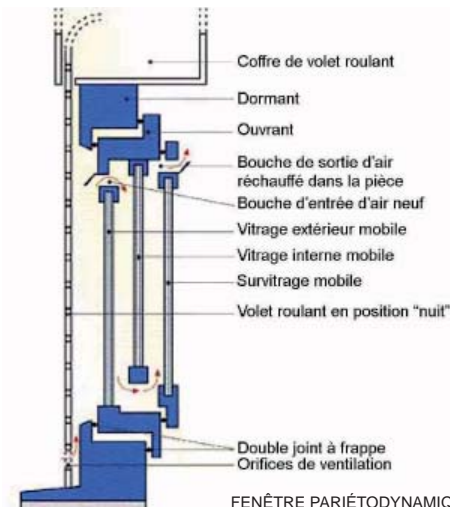 Coffre de volet roulant
Dormant
Ouvrant
Bouche de sortie d'air
réchauffé dans la pièce
Bouche d'entrée d'air neuf
Vitrage extérieur mobile
Vitrage interne mobile
Survitrage mobile
Volet roulant en position "nuit"
Double joint à frappe
Orifices de ventilation
FENÊTRE PARIÉTODYNAMIQ